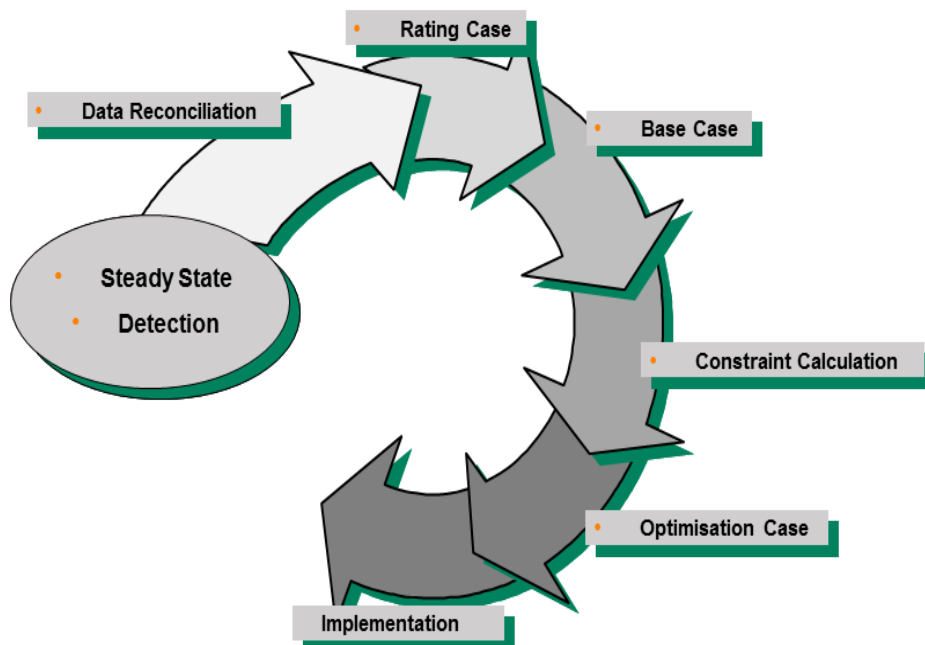 • Rating Case
• Data Reconciliation
• Base Case
• Steady State
• Detection
• Constraint Calculation
• Optimisation Case
Implementation